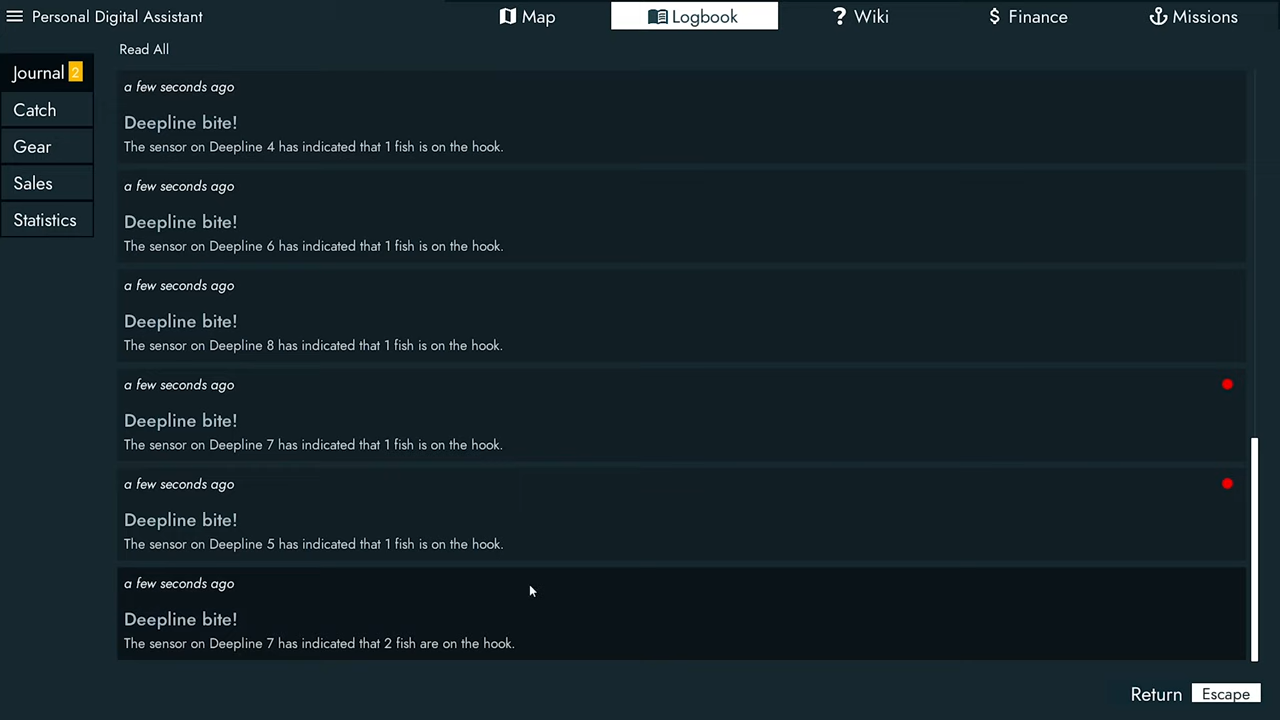 Personal Digital Assistant
Map
Logbook
? Wiki
$ Finance
Missions
Read All
Journal 2
Catch
Gear
Sales
Statistics
a few seconds ago
Deepline bite!
The sensor on Deepline 4 has indicated that 1 fish is on the hook.
a few seconds ago
Deepline bite!
The sensor on Deepline 6 has indicated that 1 fish is on the hook.
a few seconds ago
Deepline bite!
The sensor on Deepline 8 has indicated that 1 fish is on the hook.
a few seconds ago
Deepline bite!
The sensor on Deepline 7 has indicated that 1 fish is on the hook.
a few seconds ago
Deepline bite!
The sensor on Deepline 5 has indicated that 1 fish is on the hook.
a few seconds ago
Deepline bite!
The sensor on Deepline 7 has indicated that 2 fish are on the hook.
Return Escape